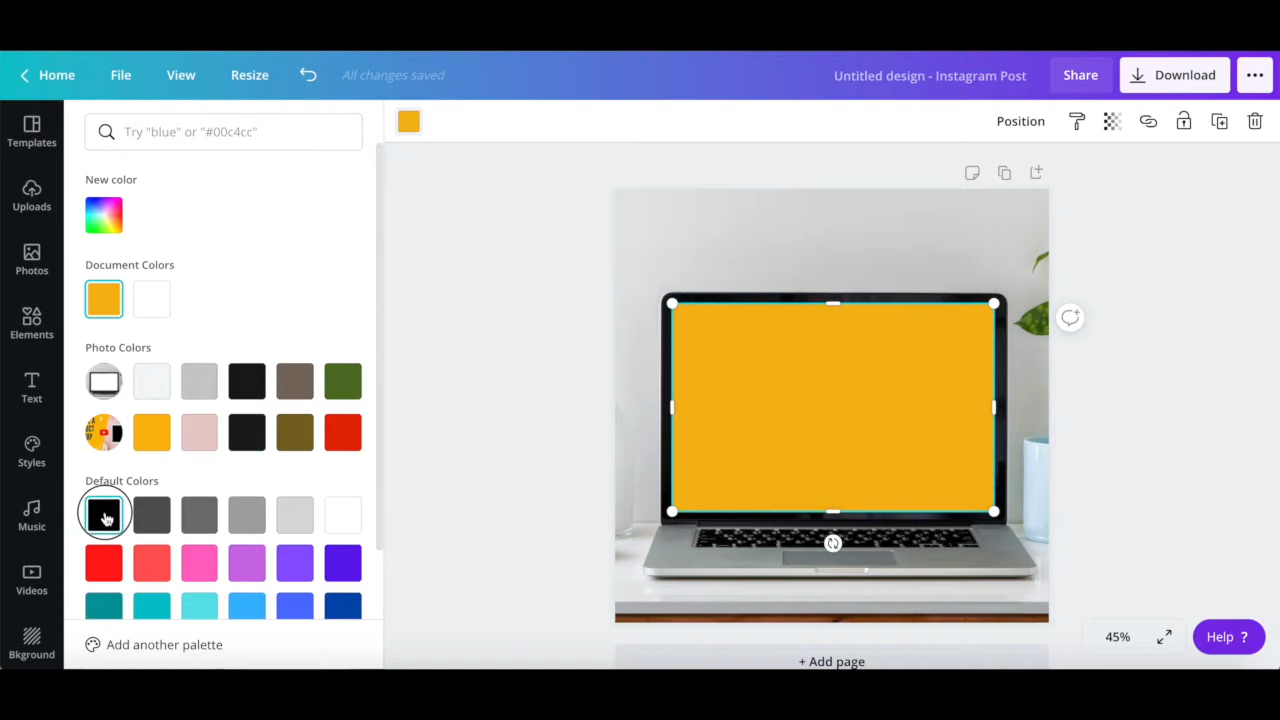 Home File View Resize All changes saved Untitled design - Instagram Post Share Download
Templates
Uploads
Photos
Elements
Text
Styles
Music
Videos
Bkground
Try "blue" or "#00c4cc"
New color
Document Colors
Photo Colors
Default Colors
Add another palette
Position
+ Add page
45%
Help ?